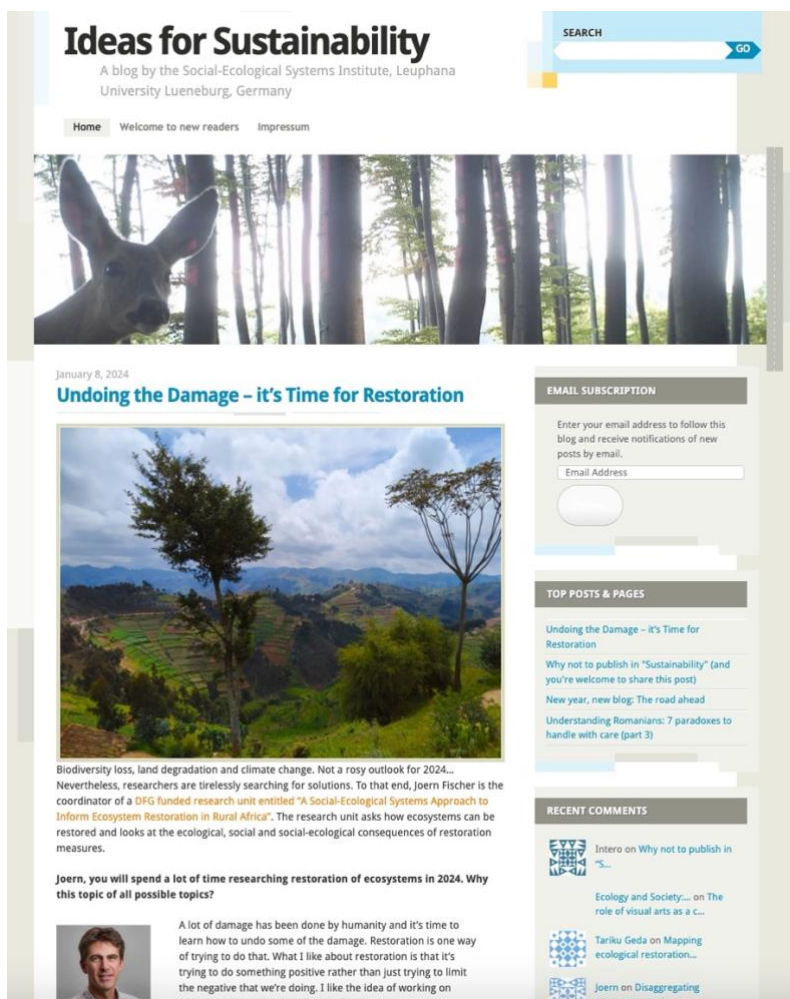 Ideas for Sustainability
A blog by the Social-Ecological Systems Institute, Leuphana
University Lueneburg, Germany
SEARCH
GO
Home Welcome to new readers Impressum
January 8, 2024
Undoing the Damage – it's Time for Restoration
Biodiversity loss, land degradation and climate change. Not a rosy outlook for 2024...
Nevertheless, researchers are tirelessly searching for solutions. To that end, Joern Fischer is the
coordinator of a DFG funded research unit entitled "A Social-Ecological Systems Approach to
Inform Ecosystem Restoration in Rural Africa". The research unit asks how ecosystems can be
restored and looks at the ecological, social and social-ecological consequences of restoration
measures.
Joern, you will spend a lot of time researching restoration of ecosystems in 2024. Why
this topic of all possible topics?
A lot of damage has been done by humanity and it's time to
learn how to undo some of the damage. Restoration is one way
of trying to do that. What I like about restoration is that it's
trying to do something positive rather than just trying to limit
the negative that we're doing. I like the idea of working on
EMAIL SUBSCRIPTION
Enter your email address to follow this
blog and receive notifications of new
posts by email.
Email Address
TOP POSTS & PAGES
Undoing the Damage – it's Time for
Restoration
Why not to publish in "Sustainability" (and
you're welcome to share this post)
New year, new blog: The road ahead
Understanding Romanians: 7 paradoxes to
handle with care (part 3)
RECENT COMMENTS
Intero on Why not to publish in
"S...
Ecology and Society:... on The
role of visual arts as a c...
Tariku Geda on Mapping
ecological restoration...
Joern on Disaggregating